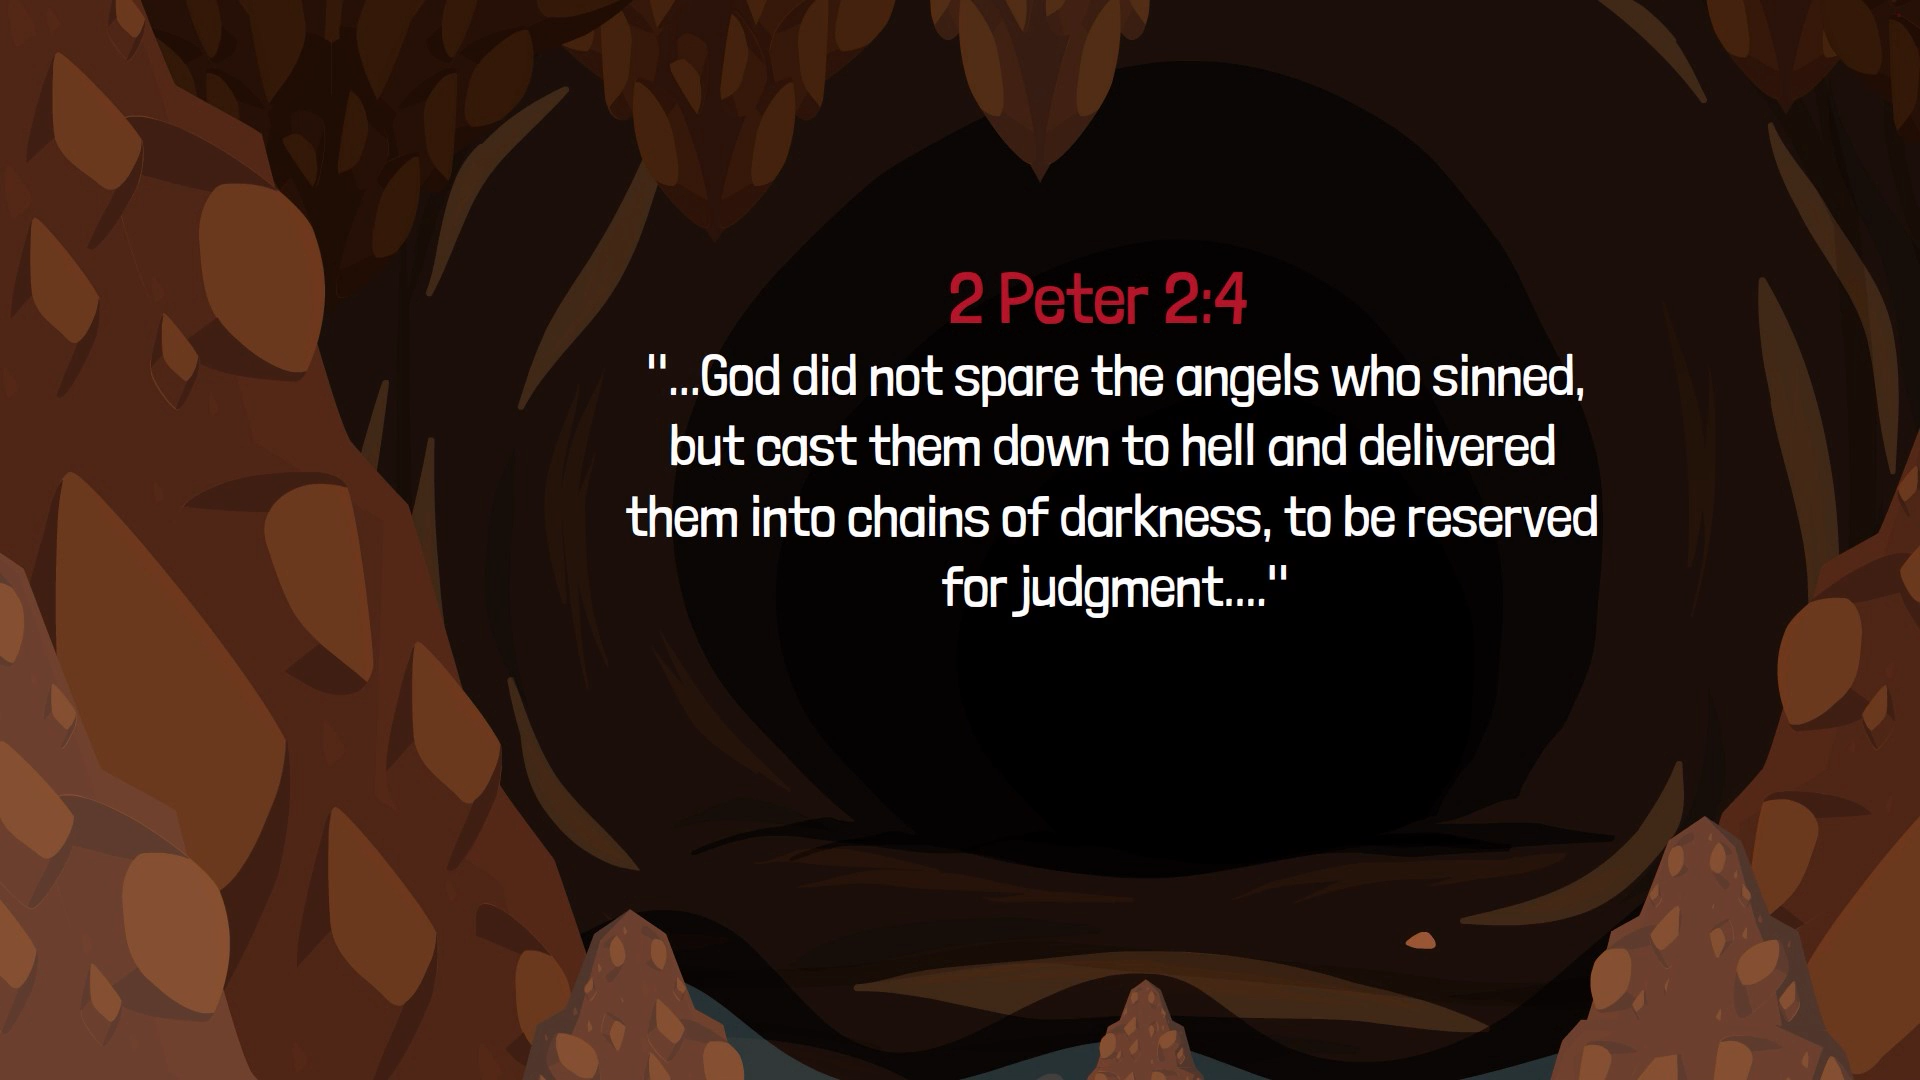 2 Peter 2:4
"...God did not spare the angels who sinned,
but cast them down to hell and delivered
them into chains of darkness, to be reserved
for judgment...."